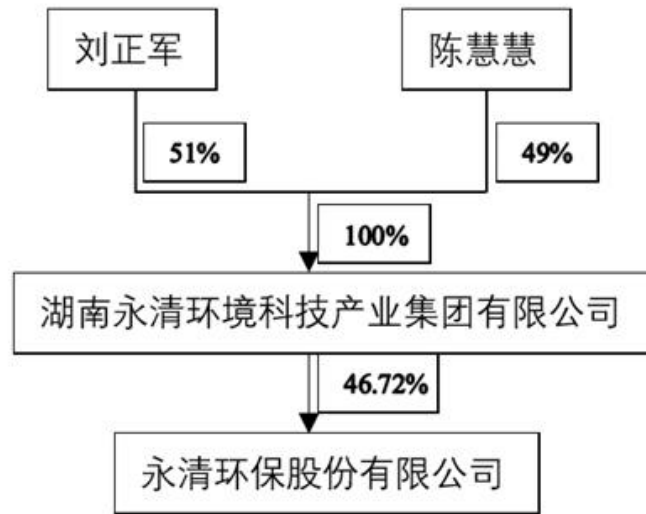 刘正军
陈慧慧
51%
49%
100%
湖南永清环境科技产业集团有限公司
46.72%
永清环保股份有限公司